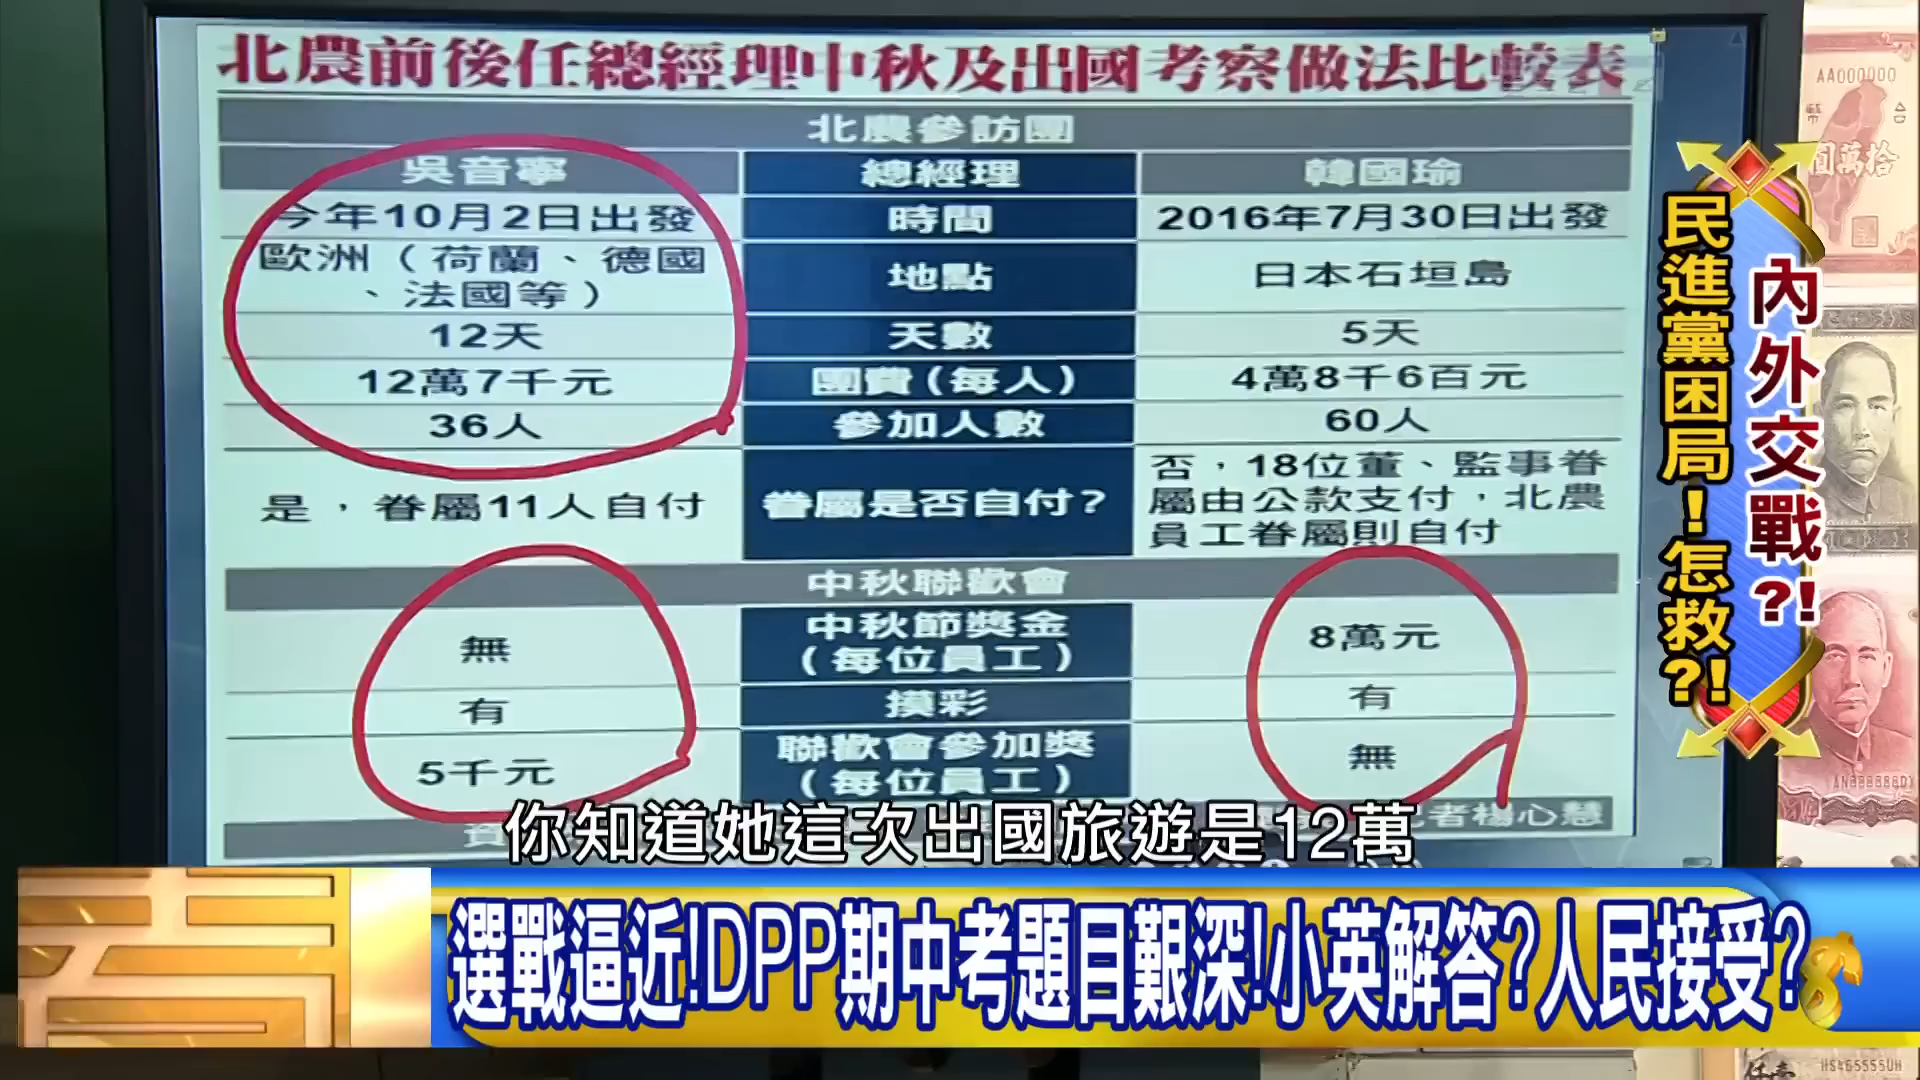 北農前後任總經理中秋及出國考察做法比較表
北農參訪團
吳音寧 總經理 韓國瑜
今年10月2日出發 時間 2016年7月30日出發
歐洲（荷蘭、德國、法國等） 地點 日本石垣島
12天 天數 5天
12萬7千元 團費（每人） 4萬8千6百元
36人 參加人數 60人
是，眷屬11人自付 眷屬是否自付？ 否，18位董、監事眷屬由公款支付，北農員工眷屬則自付
中秋聯歡會
無 中秋節獎金（每位員工） 8萬元
有 摸彩 有
5千元 聯歡會參加獎（每位員工） 無
者楊心慧
你知道她這次出國旅遊是12萬
選戰逼近!DPP期中考題目艱深!小英解答?人民接受?
內外交戰?!
民進黨困局!怎救?!
AA000000
AN888888D
HS465555UH